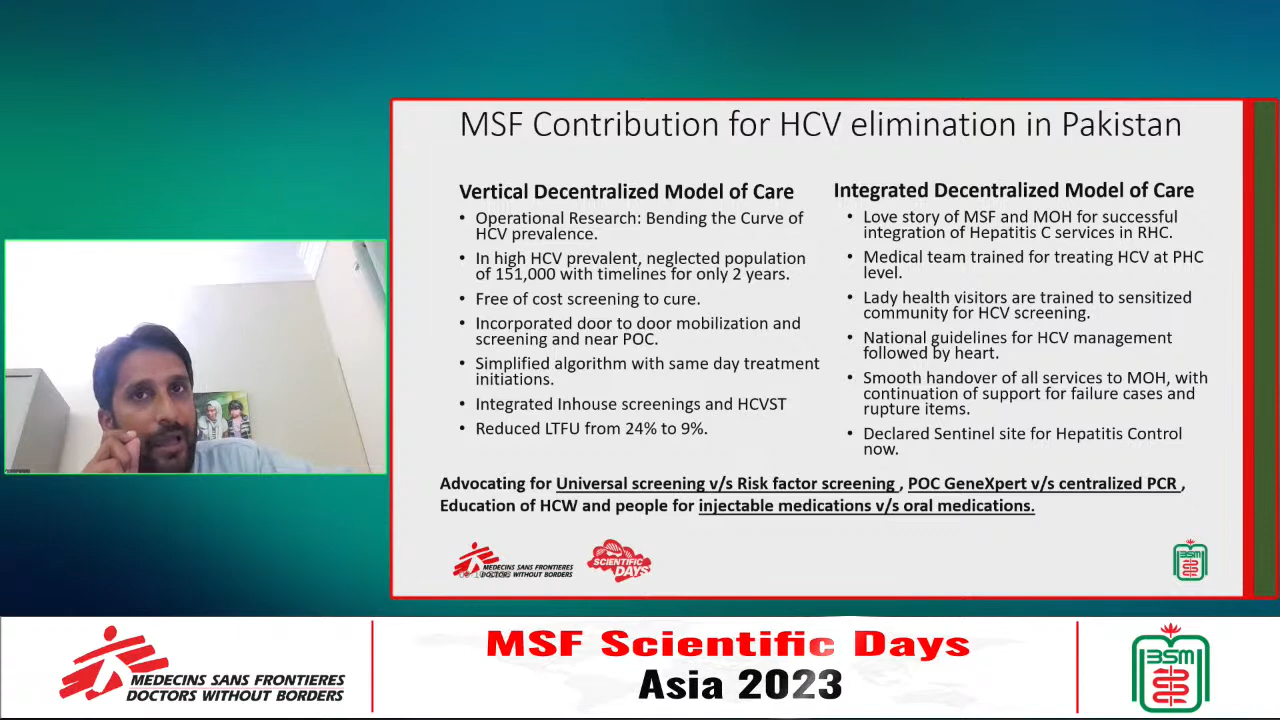 MSF Contribution for HCV elimination in Pakistan
Vertical Decentralized Model of Care
• Operational Research: Bending the Curve of
HCV prevalence.
• In high HCV prevalent, neglected population
of 151,000 with timelines for only 2 years.
• Free of cost screening to cure.
• Incorporated door to door mobilization and
screening and near POC.
• Simplified algorithm with same day treatment
initiations.
• Integrated Inhouse screenings and HCVST
• Reduced LTFU from 24% to 9%.
Integrated Decentralized Model of Care
• Love story of MSF and MOH for successful
integration of Hepatitis C services in RHC.
• Medical team trained for treating HCV at PHC
level.
• Lady health visitors are trained to sensitized
community for HCV screening.
• National guidelines for HCV management
followed by heart.
• Smooth handover of all services to MOH, with
continuation of support for failure cases and
rupture items.
• Declared Sentinel site for Hepatitis Control
now.
Advocating for Universal screening v/s Risk factor screening , POC GeneXpert v/s centralized PCR ,
Education of HCW and people for injectable medications v/s oral medications.
MEDECINS SANS FRONTIERES
DOCTORS WITHOUT BORDERS
SCIENTIFIC
DAYS
BSM
MEDECINS SANS FRONTIERES
DOCTORS WITHOUT BORDERS
MSF Scientific Days
Asia 2023
BSM